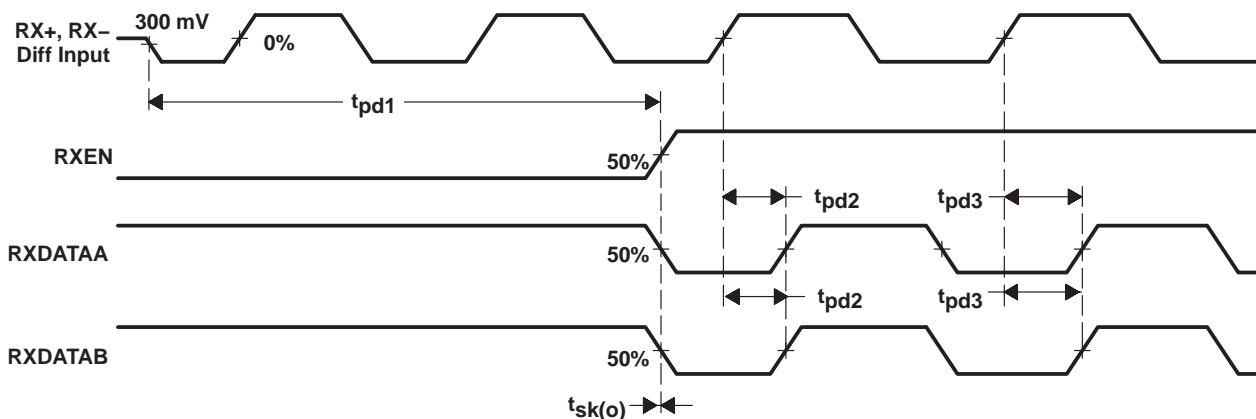 RX+, RX–
Diff Input
300 mV
0%
tpd1
RXEN
50%
tpd2
tpd3
RXDATAA
50%
tpd2
tpd3
RXDATAB
50%
tsk(o)